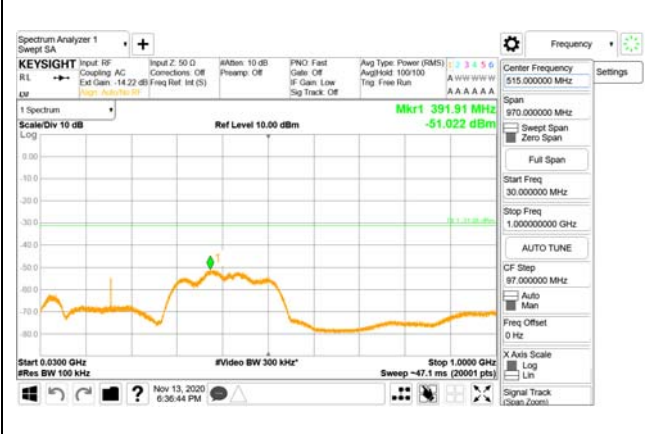 Spectrum Analyzer 1
Swept SA
Frequency
KEYSIGHT
RL
Input: RF
Coupling: AC
Ext Gain: -14.22 dB
Align: Auto/No RF
Input Z: 50 Ω
Corrections: Off
Freq Ref: Int (S)
#Atten: 10 dB
Preamp: Off
PNO: Fast
Gate: Off
IF Gain: Low
Sig Track: Off
Avg Type: Power (RMS)
Avg|Hold: 100/100
Trig: Free Run
1 2 3 4 5 6
A W W W W W
A A A A A A
1 Spectrum
Scale/Div 10 dB
Ref Level 10.00 dBm
Mkr1 391.91 MHz
-51.022 dBm
Log
0.00
-10.0
-20.0
-30.0
-40.0
-50.0
-60.0
-70.0
-80.0
1
Start 0.0300 GHz
#Res BW 100 kHz
#Video BW 300 kHz*
Stop 1.0000 GHz
Sweep ~47.1 ms (20001 pts)
Nov 13, 2020
6:36:44 PM
Center Frequency
515.000000 MHz
Settings
Span
970.000000 MHz
Swept Span
Zero Span
Full Span
Start Freq
30.000000 MHz
Stop Freq
1.000000000 GHz
AUTO TUNE
CF Step
97.000000 MHz
Auto
Man
Freq Offset
0 Hz
X Axis Scale
Log
Lin
Signal Track
(Span Zoom)